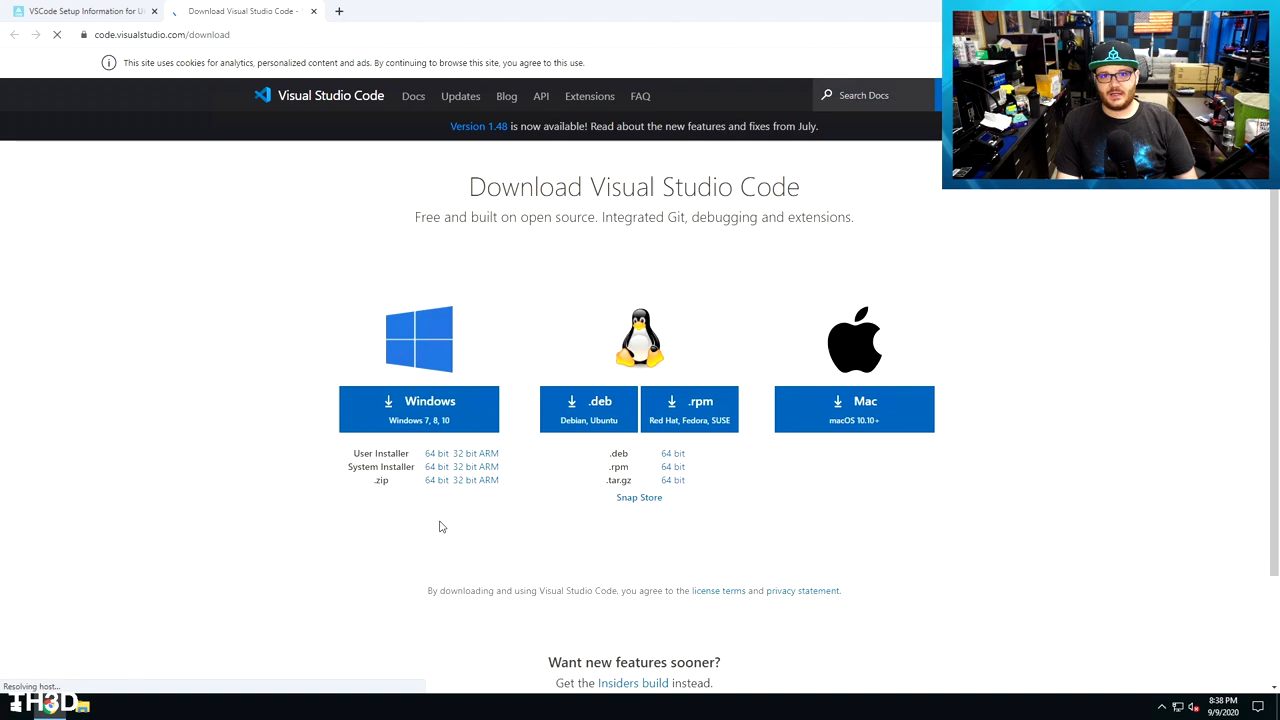 VSCode Setup Information for U
Download Visual Studio Code -
code.visualstudio.com/download
This site uses cookies for analytics, personalized content and ads. By continuing to browse this site, you agree to this use.
Visual Studio Code Docs Updates Blog API Extensions FAQ Search Docs
Version 1.48 is now available! Read about the new features and fixes from July.
Download Visual Studio Code
Free and built on open source. Integrated Git, debugging and extensions.
Windows
Windows 7, 8, 10
.deb
Debian, Ubuntu
.rpm
Red Hat, Fedora, SUSE
Mac
macOS 10.10+
User Installer 64 bit 32 bit ARM
System Installer 64 bit 32 bit ARM
.zip 64 bit 32 bit ARM
.deb 64 bit
.rpm 64 bit
.tar.gz 64 bit
Snap Store
By downloading and using Visual Studio Code, you agree to the license terms and privacy statement.
Want new features sooner?
Get the Insiders build instead.
Resolving host...
TH3D
8:38 PM
9/9/2020